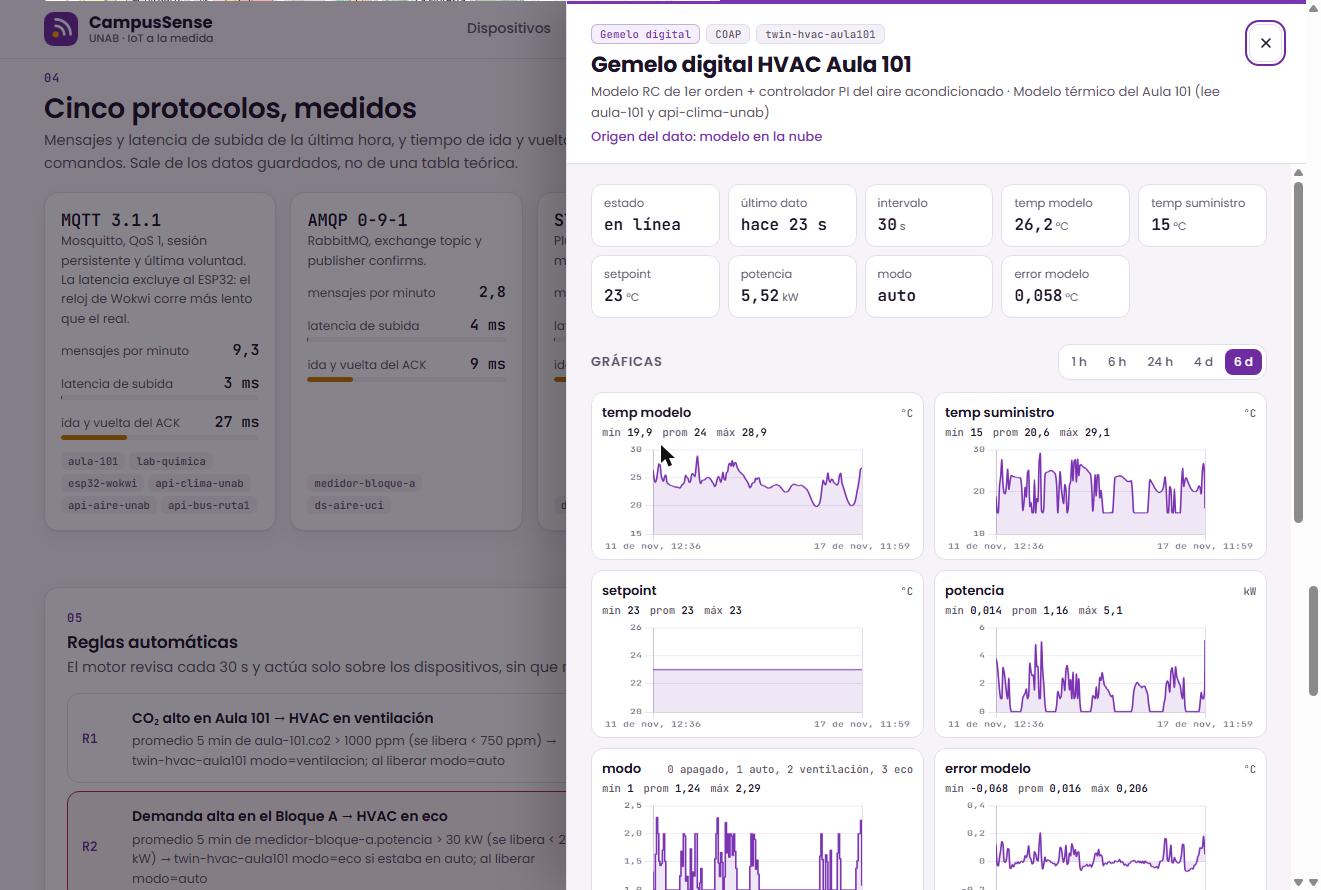 CampusSense
UNAB · IoT a la medida
Dispositivos
04
Cinco protocolos, medidos
Mensajes y latencia de subida de la última hora, y tiempo de ida y vuelta
comandos. Sale de los datos guardados, no de una tabla teórica.
MQTT 3.1.1
Mosquitto, QoS 1, sesión
persistente y última voluntad.
La latencia excluye al ESP32: el
reloj de Wokwi corre más lento
que el real.
mensajes por minuto 9,3
latencia de subida 3 ms
ida y vuelta del ACK 27 ms
aula-101 lab-quimica
esp32-wokwi api-clima-unab
api-aire-unab api-bus-ruta1
AMQP 0-9-1
RabbitMQ, exchange topic y
publisher confirms.
mensajes por minuto 2,8
latencia de subida 4 ms
ida y vuelta del ACK 9 ms
medidor-bloque-a
ds-aire-uci
05
Reglas automáticas
El motor revisa cada 30 s y actúa solo sobre los dispositivos, sin que
R1
CO₂ alto en Aula 101 → HVAC en ventilación
promedio 5 min de aula-101.co2 > 1000 ppm (se libera < 750 ppm) →
twin-hvac-aula101 modo=ventilacion; al liberar modo=auto
R2
Demanda alta en el Bloque A → HVAC en eco
promedio 5 min de medidor-bloque-a.potencia > 30 kW (se libera < 2
kW) → twin-hvac-aula101 modo=eco si estaba en auto; al liberar
modo=auto
Gemelo digital COAP twin-hvac-aula101
Gemelo digital HVAC Aula 101
Modelo RC de 1er orden + controlador PI del aire acondicionado · Modelo térmico del Aula 101 (lee
aula-101 y api-clima-unab)
Origen del dato: modelo en la nube
estado
en línea
último dato
hace 23 s
intervalo
30 s
temp modelo
26,2 °C
temp suministro
15 °C
setpoint
23 °C
potencia
5,52 kW
modo
auto
error modelo
0,058 °C
GRÁFICAS
1 h 6 h 24 h 4 d 6 d
temp modelo °C
min 19,9 prom 24 máx 28,9
30
25
20
15
11 de nov, 12:36 17 de nov, 11:59
temp suministro °C
min 15 prom 20,6 máx 29,1
30
20
10
11 de nov, 12:36 17 de nov, 11:59
setpoint °C
min 23 prom 23 máx 23
26
24
22
20
11 de nov, 12:36 17 de nov, 11:59
potencia kW
min 0,014 prom 1,16 máx 5,1
6
4
2
0
11 de nov, 12:36 17 de nov, 11:59
modo 0 apagado, 1 auto, 2 ventilación, 3 eco
min 1 prom 1,24 máx 2,29
2,5
2,0
1,5
1,0
error modelo °C
min -0,068 prom 0,016 máx 0,206
0,4
0,2
0
-0,2